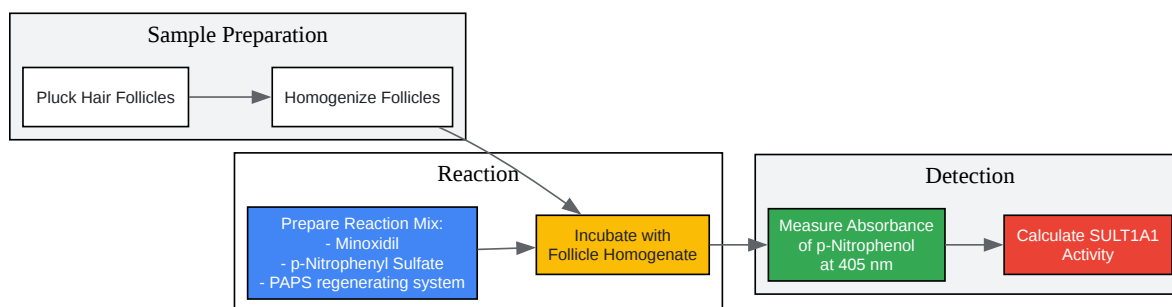 Sample Preparation
Pluck Hair Follicles
Homogenize Follicles
Reaction
Prepare Reaction Mix:
- Minoxidil
- p-Nitrophenyl Sulfate
- PAPS regenerating system
Incubate with
Follicle Homogenate
Detection
Measure Absorbance
of p-Nitrophenol
at 405 nm
Calculate SULT1A1
Activity